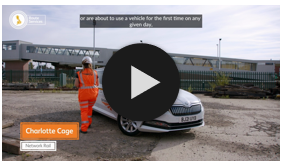 or are about to use a vehicle for the first time on any
given day,
Charlotte Cage
Network Rail